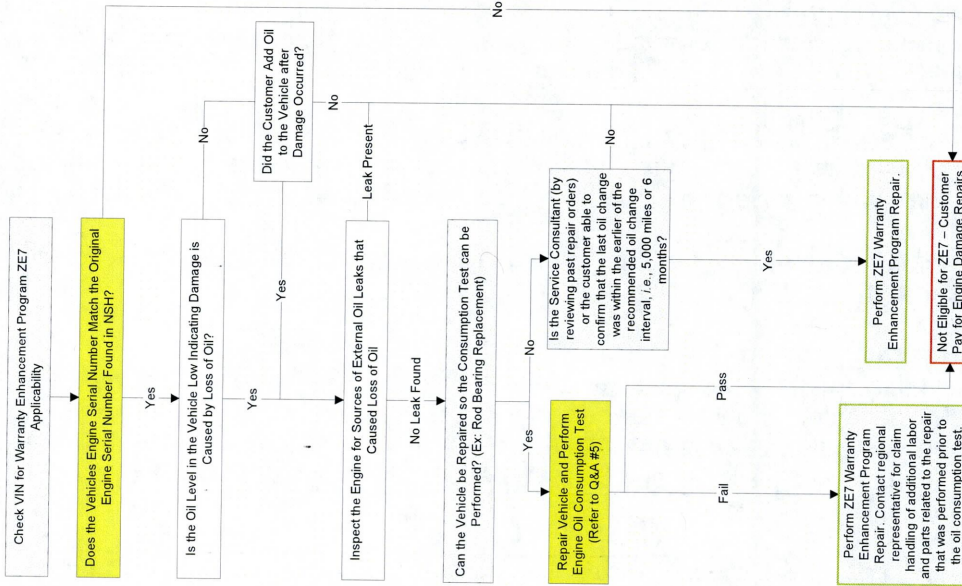 Check VIN for Warranty Enhancement Program ZE7
Applicability
Does the Vehicles Engine Serial Number Match the Original
Engine Serial Number Found in NSH?
No
Yes
Is the Oil Level in the Vehicle Low Indicating Damage is
Caused by Loss of Oil?
No
Did the Customer Add Oil
to the Vehicle after
Damage Occurred?
Yes
Yes
No
Inspect the Engine for Sources of External Oil Leaks that
Caused Loss of Oil
Leak Present
No Leak Found
Can the Vehicle be Repaired so the Consumption Test can be
Performed? (Ex: Rod Bearing Replacement)
Yes
No
Repair Vehicle and Perform
Engine Oil Consumption Test
(Refer to Q&A #5)
Is the Service Consultant (by
reviewing past repair orders)
or the customer able to
confirm that the last oil change
was within the earlier of the
recommended oil change
interval, i.e., 5,000 miles or 6
months?
No
Yes
Fail
Pass
Perform ZE7 Warranty
Enhancement Program
Repair. Contact regional
representative for claim
handling of additional labor
and parts related to the repair
that was performed prior to
the oil consumption test.
Perform ZE7 Warranty
Enhancement Program Repair.
Not Eligible for ZE7 – Customer
Pay for Engine Damage Repairs